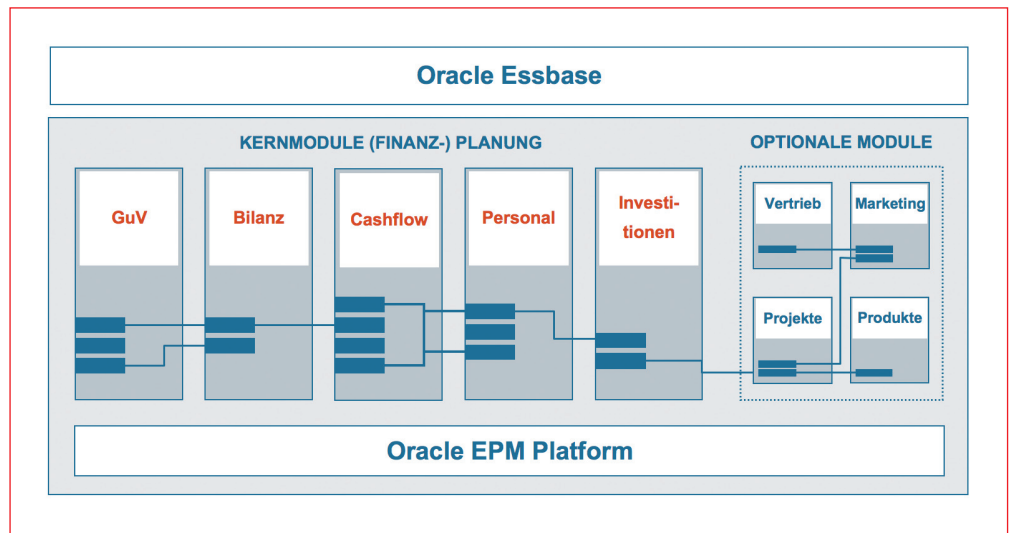 Oracle Essbase
KERNMODULE (FINANZ-) PLANUNG
OPTIONALE MODULE
GuV
Bilanz
Cashflow
Personal
Investi-
tionen
Vertrieb
Marketing
Projekte
Produkte
Oracle EPM Platform